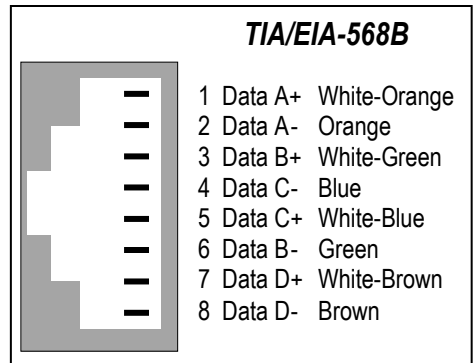 TIA/EIA-568B
1 Data A+ White-Orange
2 Data A- Orange
3 Data B+ White-Green
4 Data C- Blue
5 Data C+ White-Blue
6 Data B- Green
7 Data D+ White-Brown
8 Data D- Brown